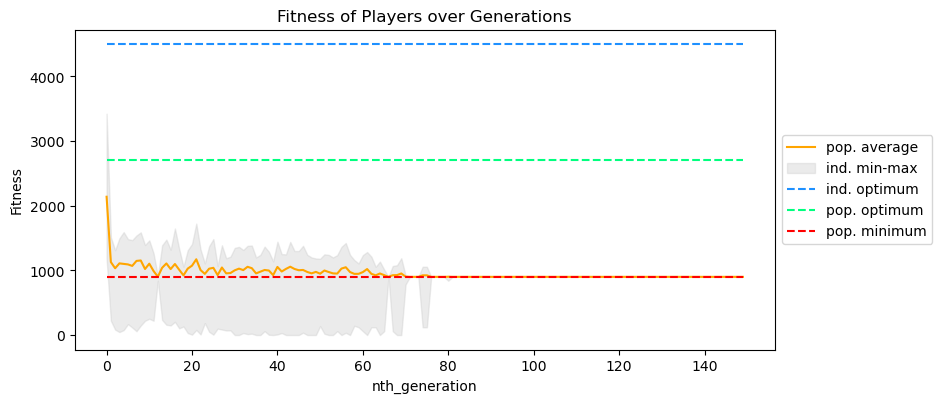 Fitness of Players over Generations
Fitness
4000
3000
2000
1000
0
0 20 40 60 80 100 120 140
nth_generation
pop. average
ind. min-max
ind. optimum
pop. optimum
pop. minimum